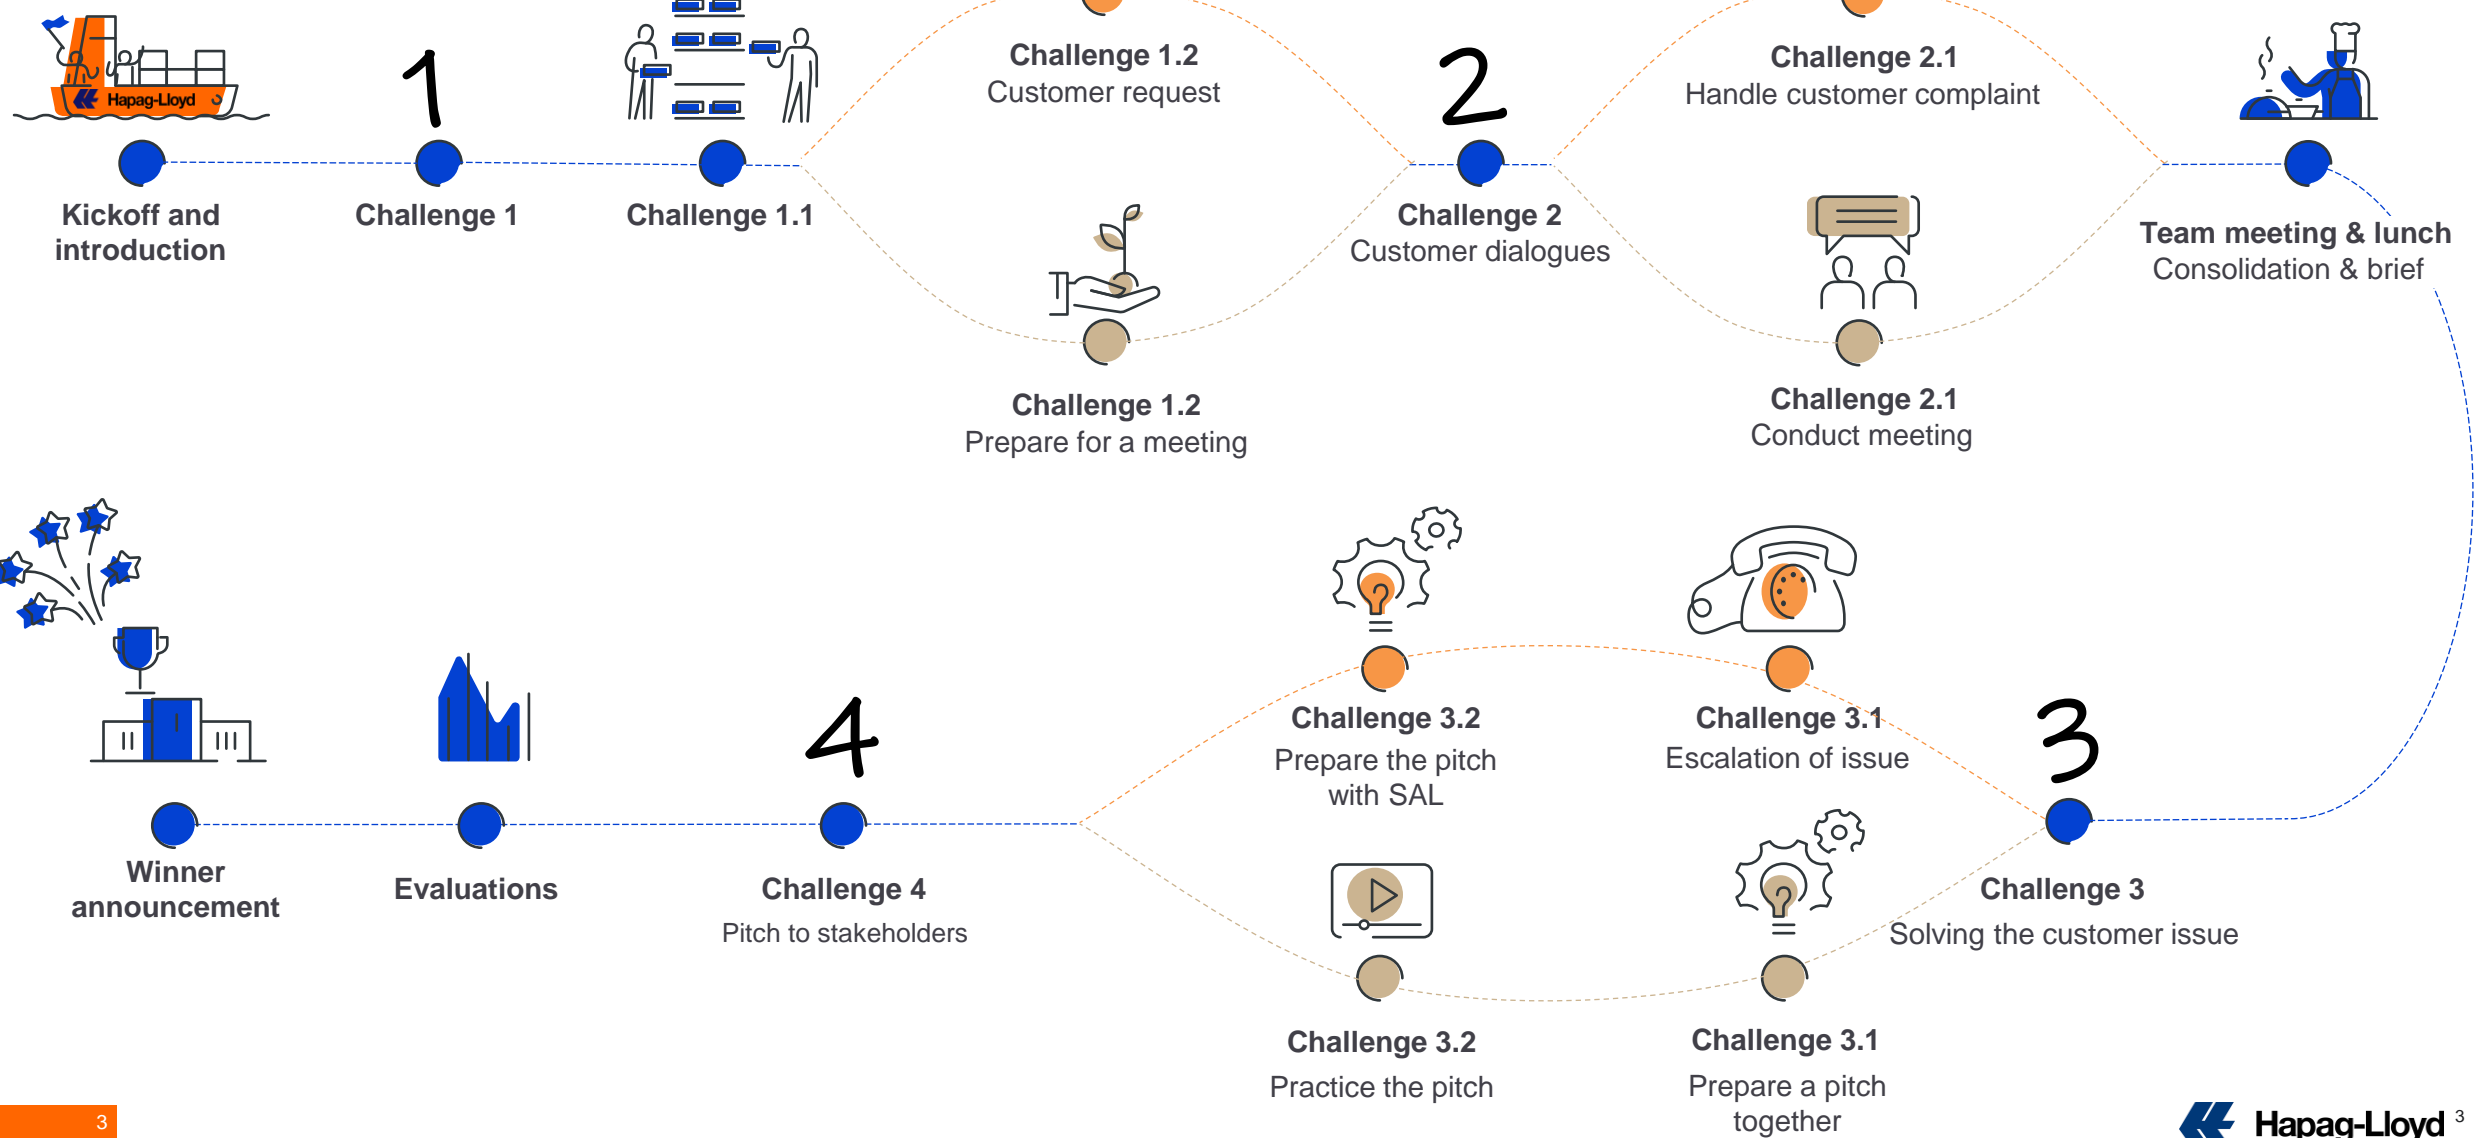 Hapag-Lloyd
1
Challenge 1.2
Customer request
2
Challenge 2.1
Handle customer complaint
Kickoff and
introduction
Challenge 1
Challenge 1.1
Challenge 2
Customer dialogues
Team meeting & lunch
Consolidation & brief
Challenge 1.2
Prepare for a meeting
Challenge 2.1
Conduct meeting
4
Challenge 3.2
Prepare the pitch
with SAL
Challenge 3.1
Escalation of issue
3
Winner
announcement
Evaluations
Challenge 4
Pitch to stakeholders
Challenge 3
Solving the customer issue
Challenge 3.2
Practice the pitch
Challenge 3.1
Prepare a pitch
together
3
Hapag-Lloyd
3